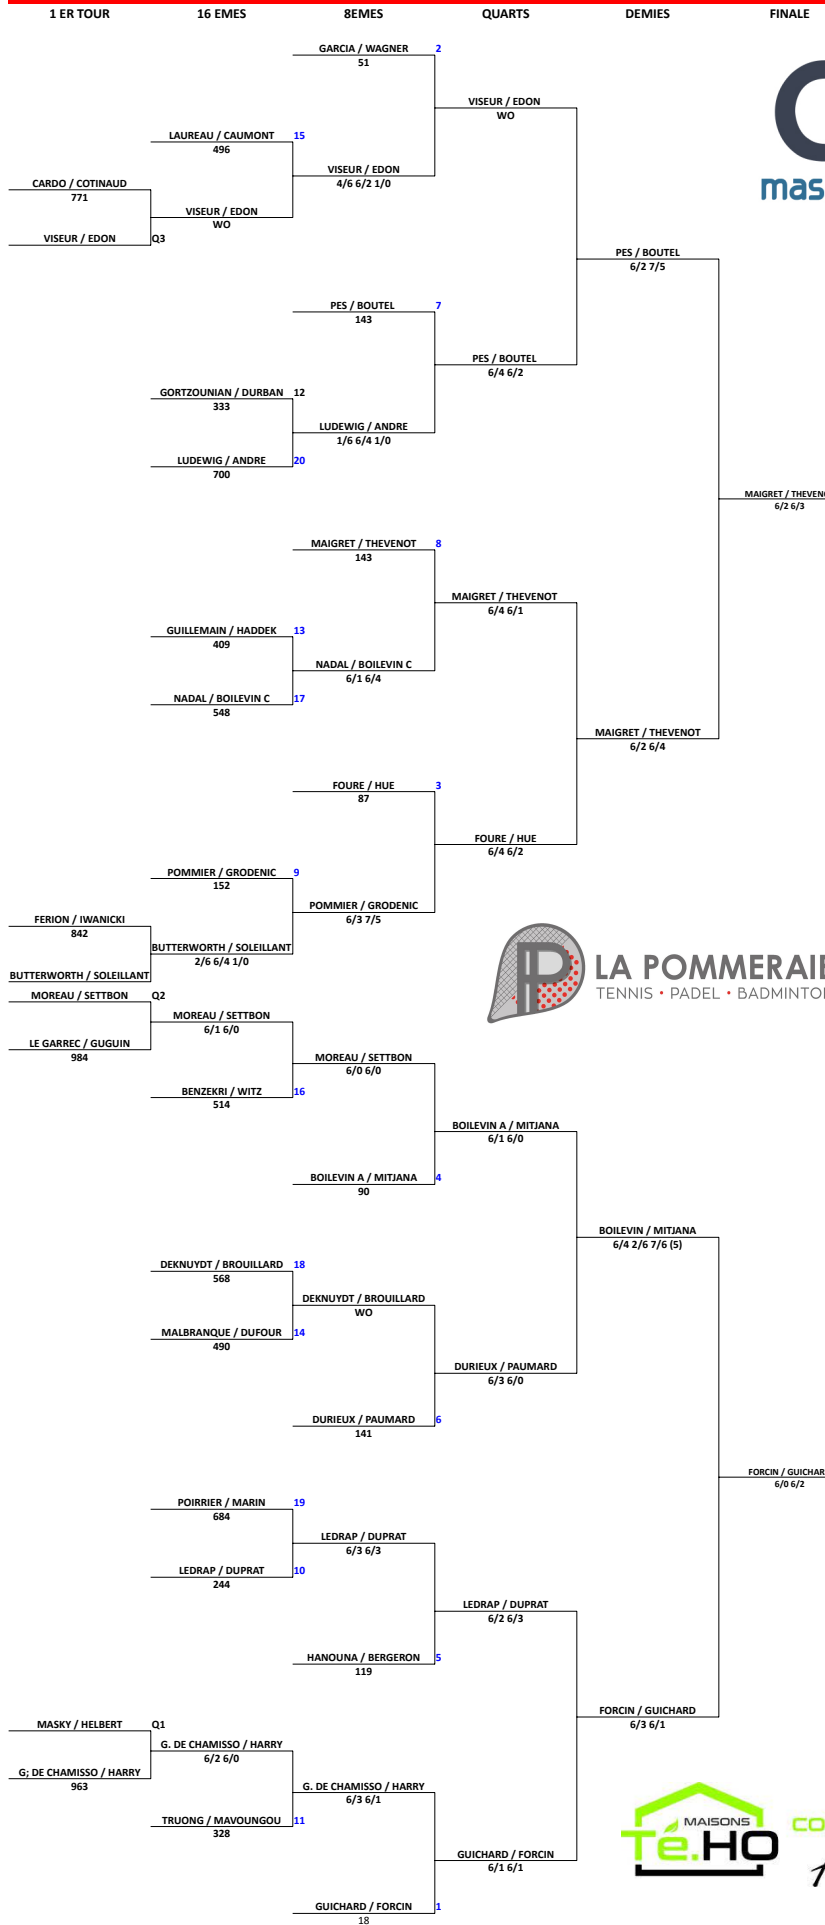 1 ER TOUR 16 EMES 8EMES QUARTS DEMIES FINALE
GARCIA / WAGNER 2
51
VISEUR / EDON
WO
LAUREAU / CAUMONT 15
496
VISEUR / EDON
4/6 6/2 1/0
CARDO / COTINAUD
771
VISEUR / EDON
WO
VISEUR / EDON Q3
mas
PES / BOUTEL
6/2 7/5
PES / BOUTEL 7
143
PES / BOUTEL
6/4 6/2
GORTZOUNIAN / DURBAN 12
333
LUDEWIG / ANDRE
1/6 6/4 1/0
LUDEWIG / ANDRE 20
700
MAIGRET / THEVENO
6/2 6/3
MAIGRET / THEVENOT 8
143
MAIGRET / THEVENOT
6/4 6/1
GUILLEMAIN / HADDEK 13
409
NADAL / BOILEVIN C
6/1 6/4
NADAL / BOILEVIN C 17
548
MAIGRET / THEVENOT
6/2 6/4
FOURE / HUE 3
87
FOURE / HUE
6/4 6/2
POMMIER / GRODENIC 9
152
POMMIER / GRODENIC
6/3 7/5
FERION / IWANICKI
842
BUTTERWORTH / SOLEILLANT
2/6 6/4 1/0
BUTTERWORTH / SOLEILLANT
LA POMMERAIE
TENNIS • PADEL • BADMINTO
MOREAU / SETTBON Q2
MOREAU / SETTBON
6/1 6/0
LE GARREC / GUGUIN
984
MOREAU / SETTBON
6/0 6/0
BENZEKRI / WITZ 16
514
BOILEVIN A / MITJANA
6/1 6/0
BOILEVIN A / MITJANA 4
90
BOILEVIN / MITJANA
6/4 2/6 7/6 (5)
DEKNUYDT / BROUILLARD 18
568
DEKNUYDT / BROUILLARD
WO
MALBRANQUE / DUFOUR 14
490
DURIEUX / PAUMARD
6/3 6/0
DURIEUX / PAUMARD 6
141
FORCIN / GUICHAR
6/0 6/2
POIRRIER / MARIN 19
684
LEDRAP / DUPRAT
6/3 6/3
LEDRAP / DUPRAT 10
244
LEDRAP / DUPRAT
6/2 6/3
HANOUNA / BERGERON 5
119
FORCIN / GUICHARD
6/3 6/1
MASKY / HELBERT Q1
G. DE CHAMISSO / HARRY
6/2 6/0
G; DE CHAMISSO / HARRY
963
G. DE CHAMISSO / HARRY
6/3 6/1
TRUONG / MAVOUNGOU 11
328
MAISONS
Té.HO
CO
GUICHARD / FORCIN
6/1 6/1
GUICHARD / FORCIN 1
18